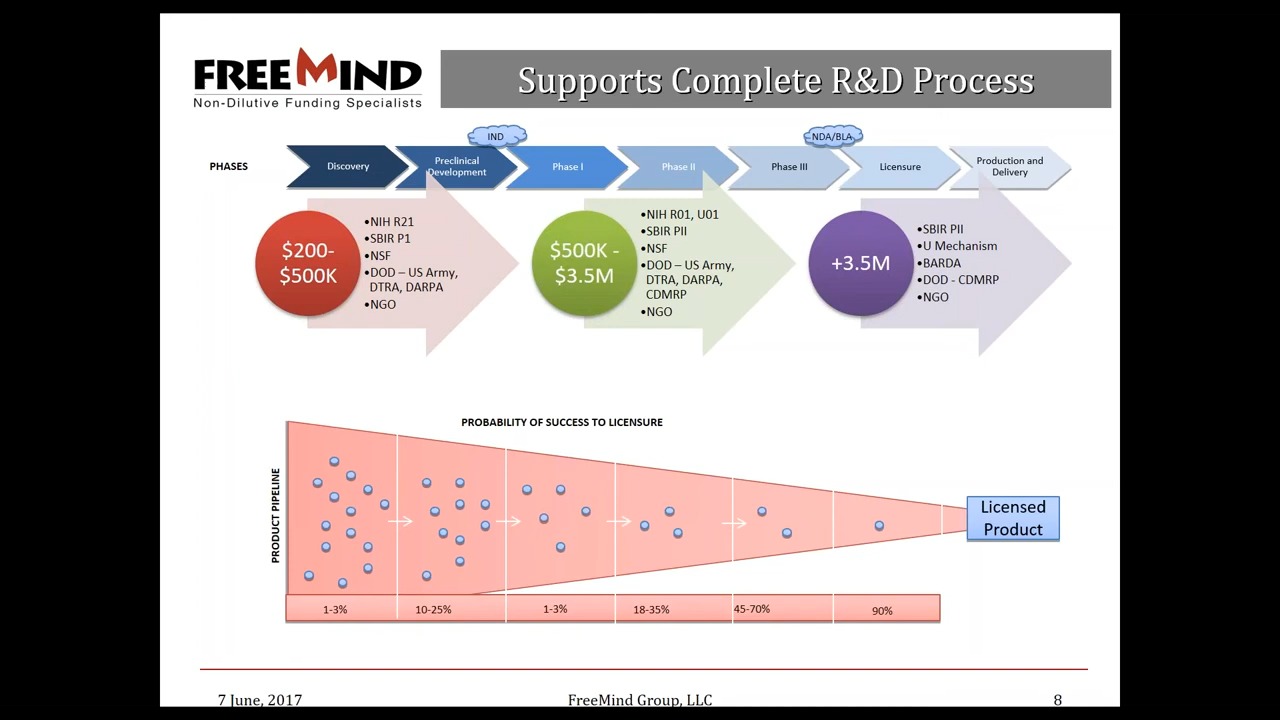 FREEMIND
Non-Dilutive Funding Specialists
Supports Complete R&D Process
IND
NDA/BLA
PHASES
Discovery
Preclinical
Development
Phase I
Phase II
Phase III
Licensure
Production and
Delivery
$200-
$500K
•NIH R21
•SBIR P1
•NSF
•DOD – US Army,
DTRA, DARPA
•NGO
$500K -
$3.5M
•NIH R01, U01
•SBIR PII
•NSF
•DOD – US Army,
DTRA, DARPA,
CDMRP
•NGO
+3.5M
•SBIR PII
•U Mechanism
•BARDA
•DOD - CDMRP
•NGO
PROBABILITY OF SUCCESS TO LICENSURE
PRODUCT PIPELINE
Licensed
Product
1-3%
10-25%
1-3%
18-35%
45-70%
90%
7 June, 2017
FreeMind Group, LLC
8